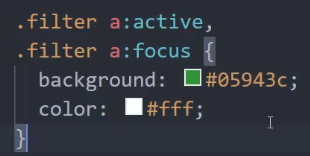 .filter a:active,
.filter a:focus {
background: #05943c;
color: #fff;
}